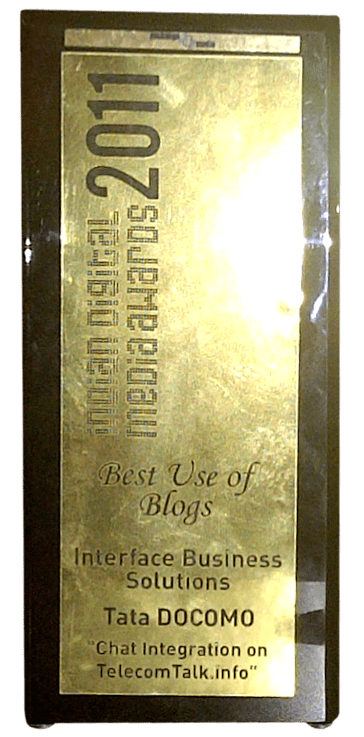 indian digital
media awards 2011
Best Use of
Blogs
Interface Business
Solutions
Tata DOCOMO
"Chat Integration on
TelecomTalk.info"